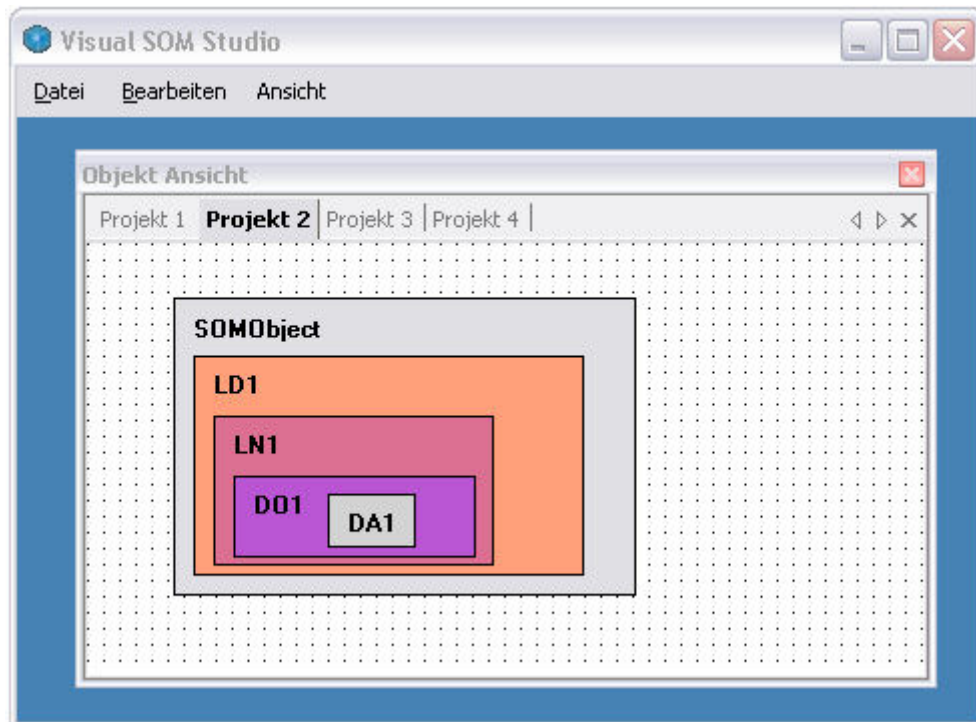 Visual SOM Studio
Datei Bearbeiten Ansicht
Objekt Ansicht
Projekt 1 Projekt 2 Projekt 3 Projekt 4
SOMObject
LD1
LN1
DO1
DA1